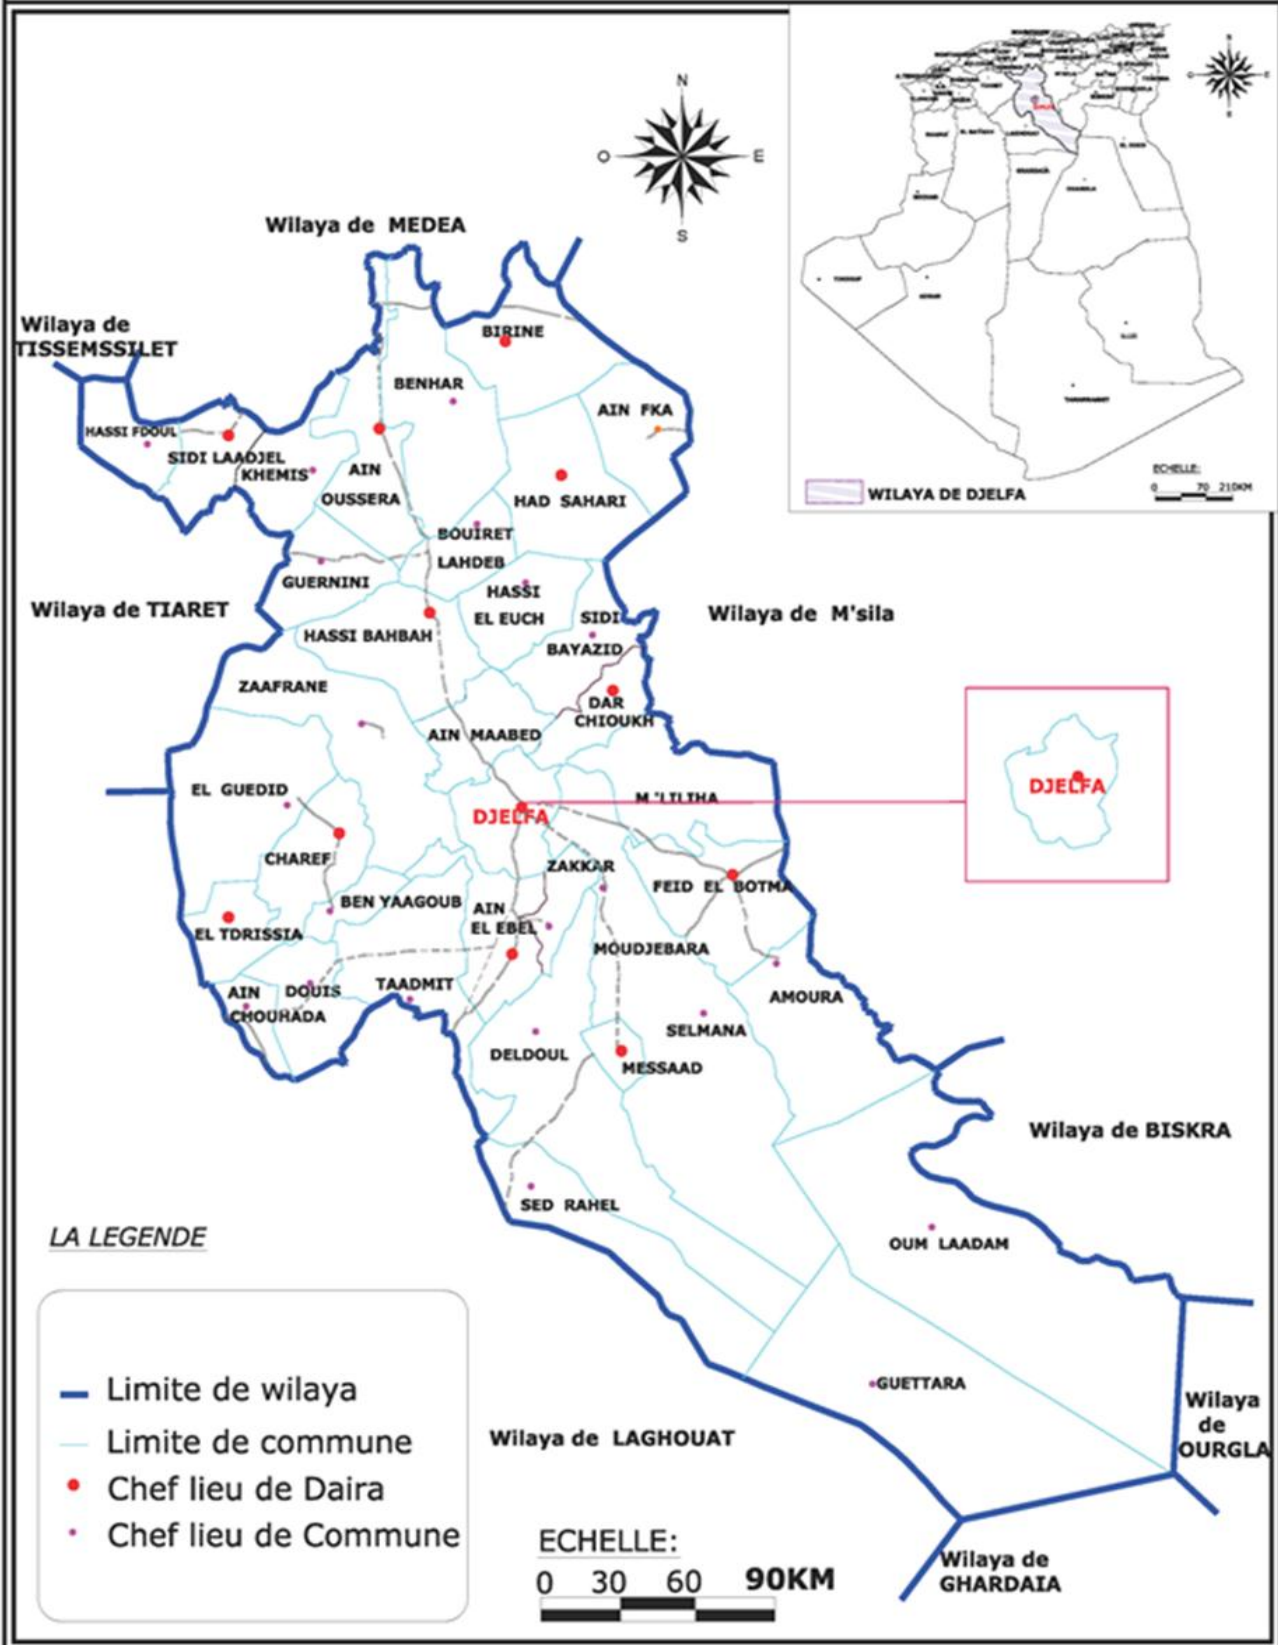 N
O
E
S
Wilaya de MEDEA
Wilaya de
TISSEMSSILET
BIRINE
BENHAR
AIN FKA
HASSI FDOUL
SIDI LAADJEL
KHEMIS
AIN
OUSSERA
HAD SAHARI
BOUIRET
LAHDEB
GUERNINI
HASSI
EL EUCH
Wilaya de TIARET
HASSI BAHBAH
SIDI
BAYAZID
Wilaya de M'sila
ZAAFRANE
DAR
CHIOUKH
AIN MAABED
EL GUEDID
M'LILIHA
DJELFA
DJELFA
CHAREF
ZAKKAR
FEID EL BOTMA
BEN YAAGOUB
AIN
EL EBEL
EL TDRISSIA
MOUDJEBARA
AIN
CHOUHADA
DOUIS
TAADMIT
AMOURA
SELMANA
DELDOUL
MESSAAD
Wilaya de BISKRA
SED RAHEL
OUM LAADAM
GUETTARA
Wilaya
de
OURGLA
Wilaya de LAGHOUAT
Wilaya de
GHARDAIA
LA LEGENDE
Limite de wilaya
Limite de commune
Chef lieu de Daira
Chef lieu de Commune
ECHELLE:
0 30 60 90KM
WILAYA DE DJELFA
ECHELLE:
0 70 210KM